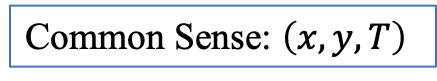 Common Sense: (𝑥, 𝑦, 𝑇)